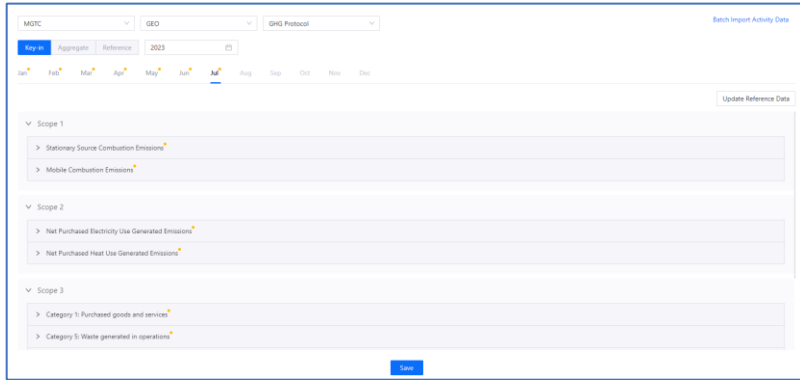 MGTC GEO GHG Protocol Batch Import Activity Data
Key-in Aggregate Reference 2023
Jan Feb Mar Apr May Jun Jul Aug Sep Oct Nov Dec
Update Reference Data
Scope 1
Stationary Source Combustion Emissions
Mobile Combustion Emissions
Scope 2
Net Purchased Electricity Use Generated Emissions
Net Purchased Heat Use Generated Emissions
Scope 3
Category 1: Purchased goods and services
Category 5: Waste generated in operations
Save